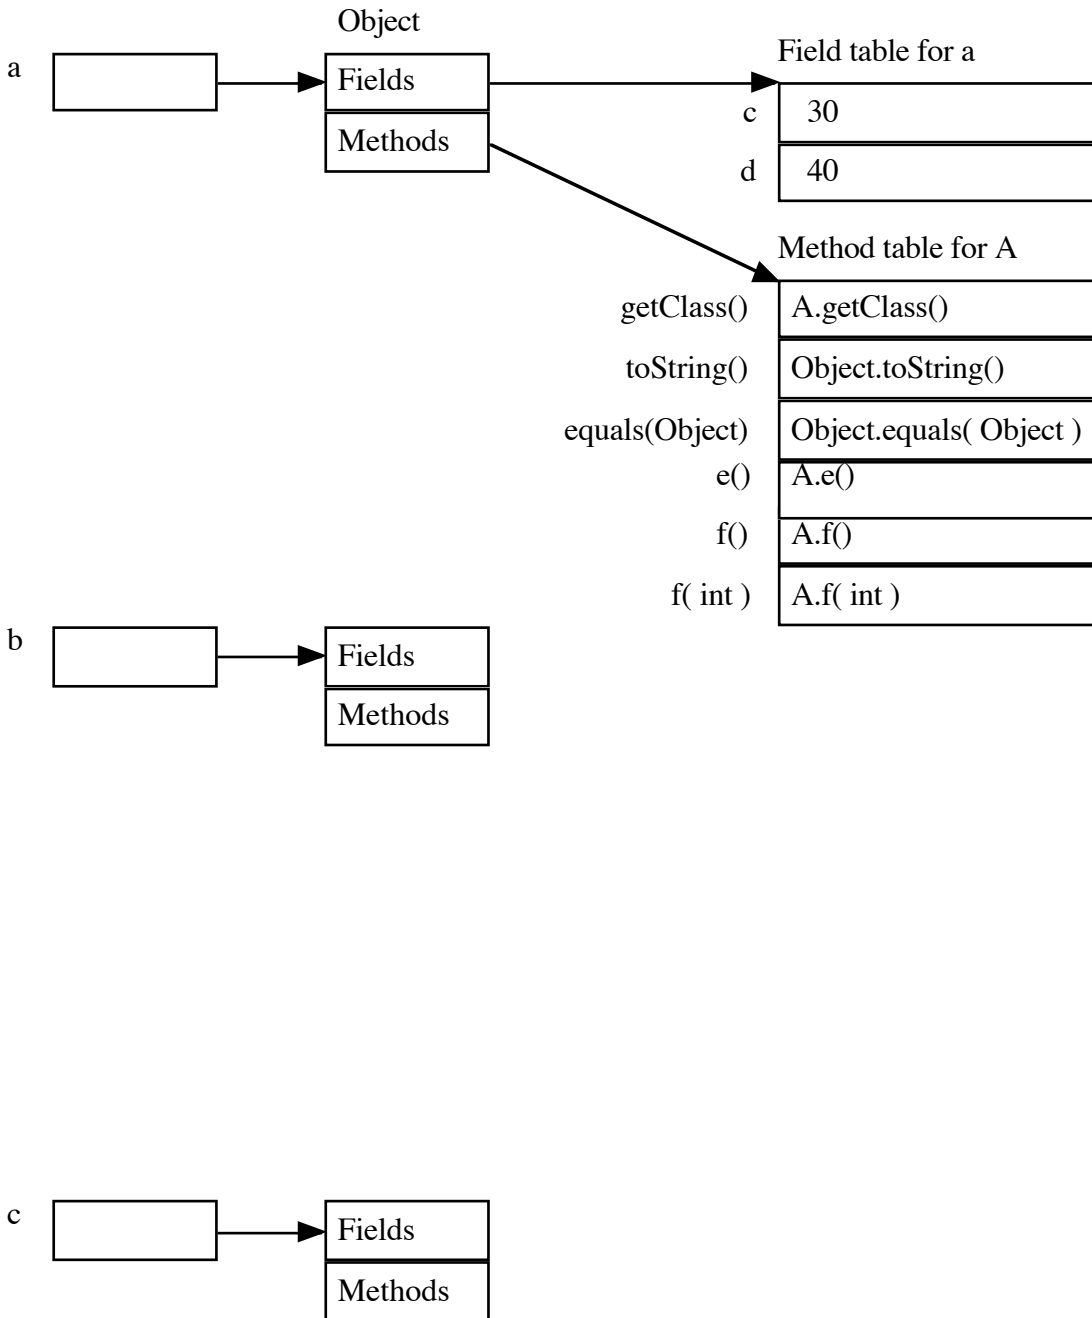 Object
a
Fields
Methods
Field table for a
c 30
d 40
Method table for A
getClass() A.getClass()
toString() Object.toString()
equals(Object) Object.equals( Object )
e() A.e()
f() A.f()
f( int ) A.f( int )
b
Fields
Methods
c
Fields
Methods